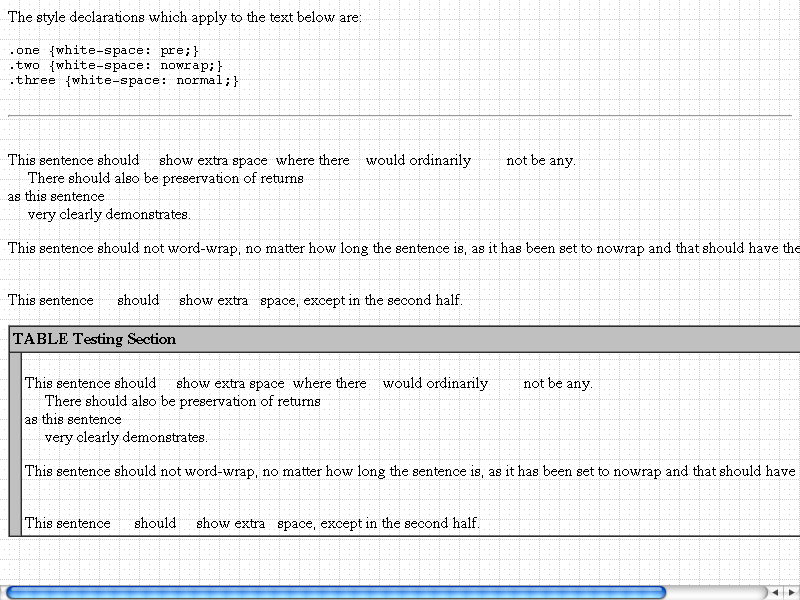 The style declarations which apply to the text below are:
.one {white-space: pre;}
.two {white-space: nowrap;}
.three {white-space: normal;}
This sentence should     show extra space  where there    would ordinarily         not be any.
     There should also be preservation of returns
as this sentence
     very clearly demonstrates.
This sentence should not word-wrap, no matter how long the sentence is, as it has been set to nowrap and that should have the
This sentence      should     show extra   space, except in the second half.
TABLE Testing Section
This sentence should     show extra space  where there    would ordinarily         not be any.
     There should also be preservation of returns
as this sentence
     very clearly demonstrates.
This sentence should not word-wrap, no matter how long the sentence is, as it has been set to nowrap and that should have
This sentence      should     show extra   space, except in the second half.